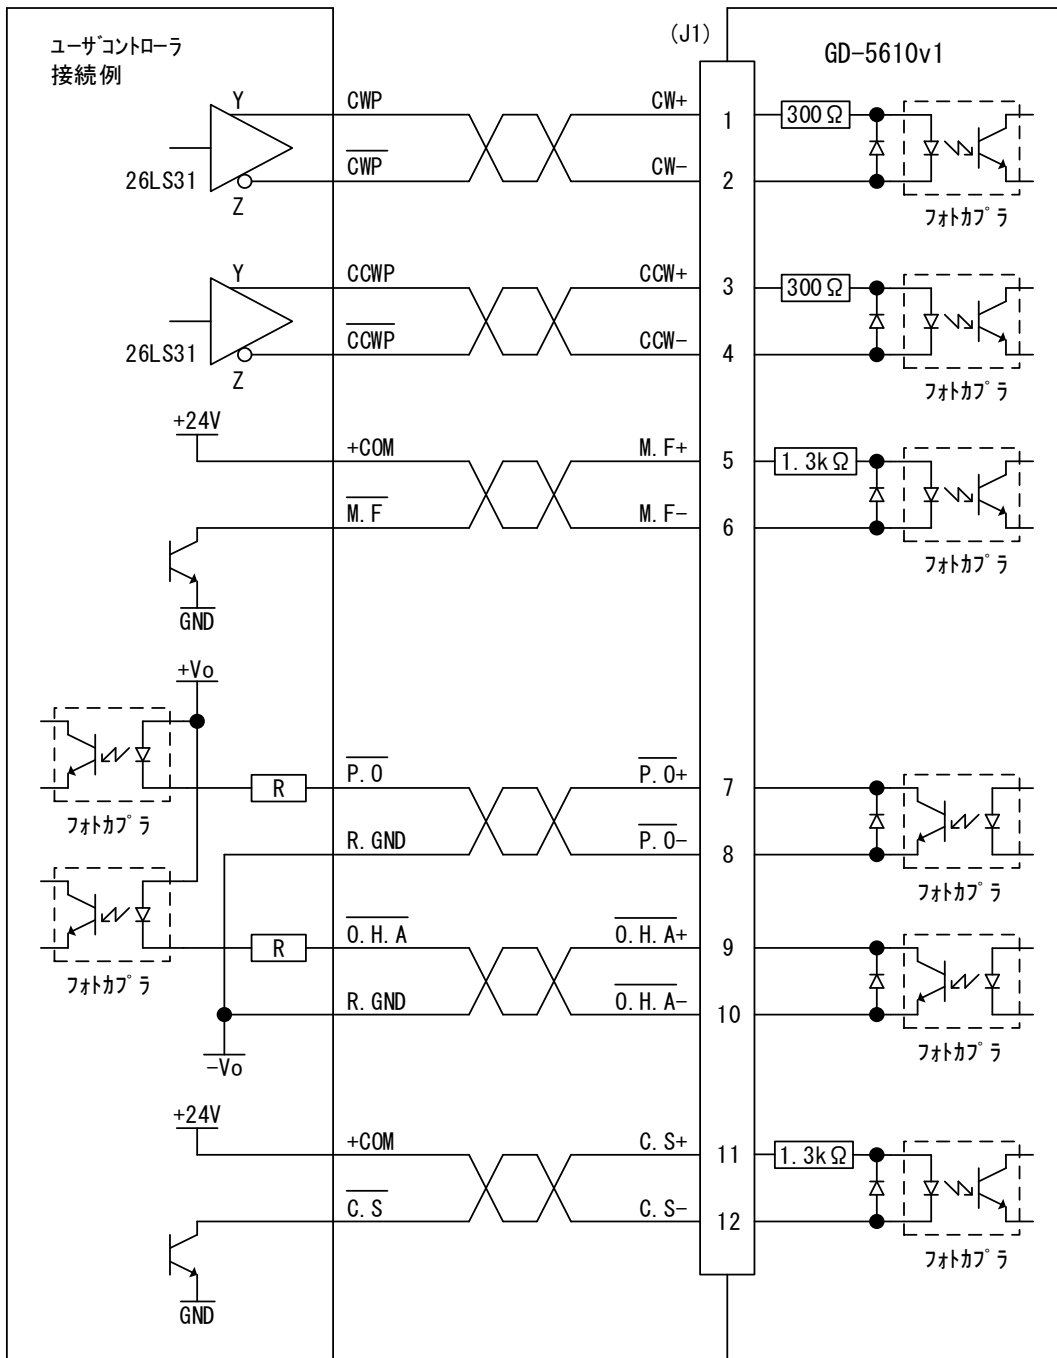 ユーザコントローラ
接続例
(J1)
GD-5610v1
Y
CWP
CW+
1
300Ω
26LS31
CWP
CW-
2
Z
フォトカプラ
Y
CCWP
CCW+
3
300Ω
26LS31
CCWP
CCW-
4
Z
フォトカプラ
+24V
+COM
M.F+
5
1.3kΩ
M.F
M.F-
6
フォトカプラ
GND
+Vo
R
P.O
P.O+
7
フォトカプラ
R.GND
P.O-
8
フォトカプラ
R
O.H.A
O.H.A+
9
フォトカプラ
R.GND
O.H.A-
10
フォトカプラ
-Vo
+24V
+COM
C.S+
11
1.3kΩ
C.S
C.S-
12
フォトカプラ
GND